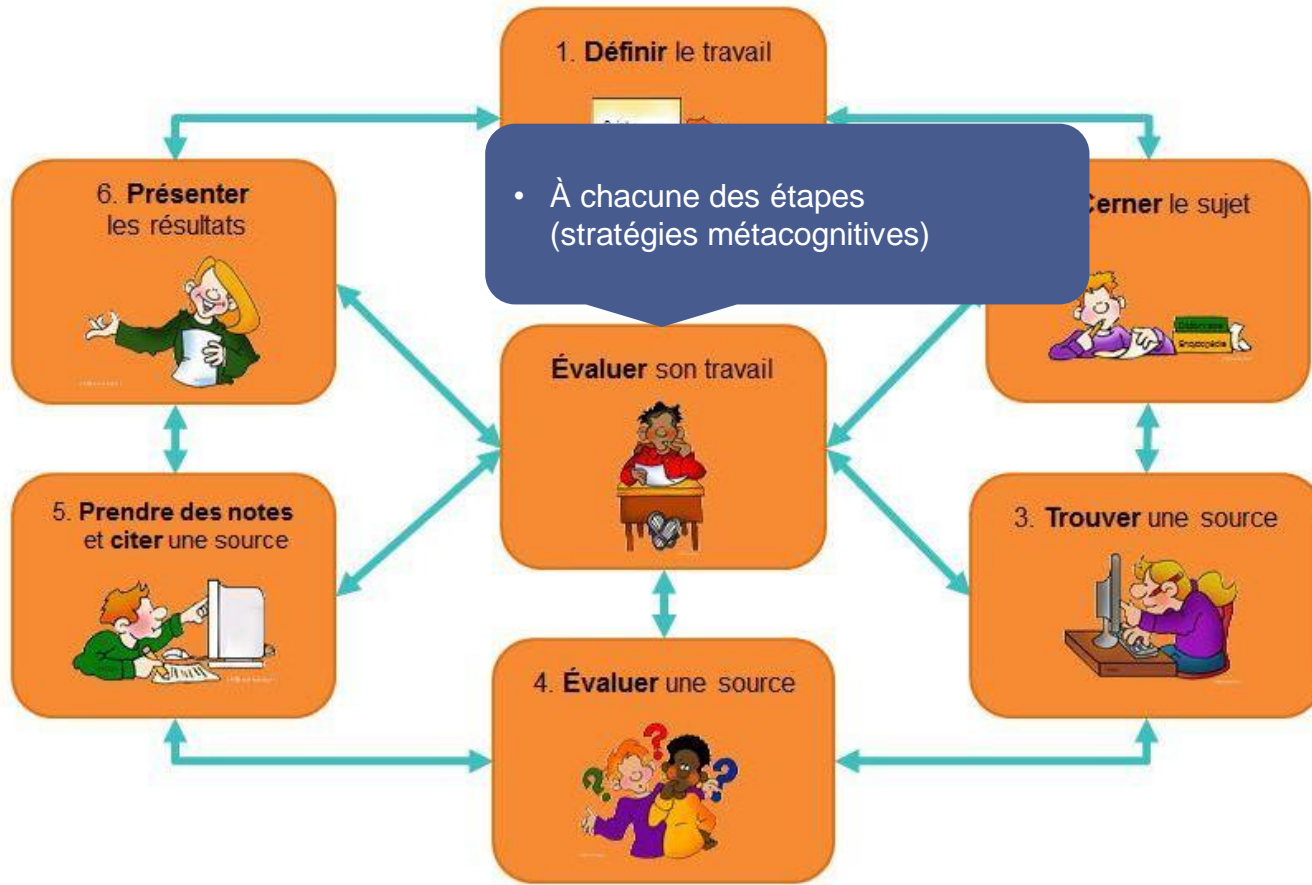 1. Définir le travail
• À chacune des étapes
(stratégies métacognitives)
6. Présenter
les résultats
Cerner le sujet
Évaluer son travail
5. Prendre des notes
et citer une source
3. Trouver une source
4. Évaluer une source